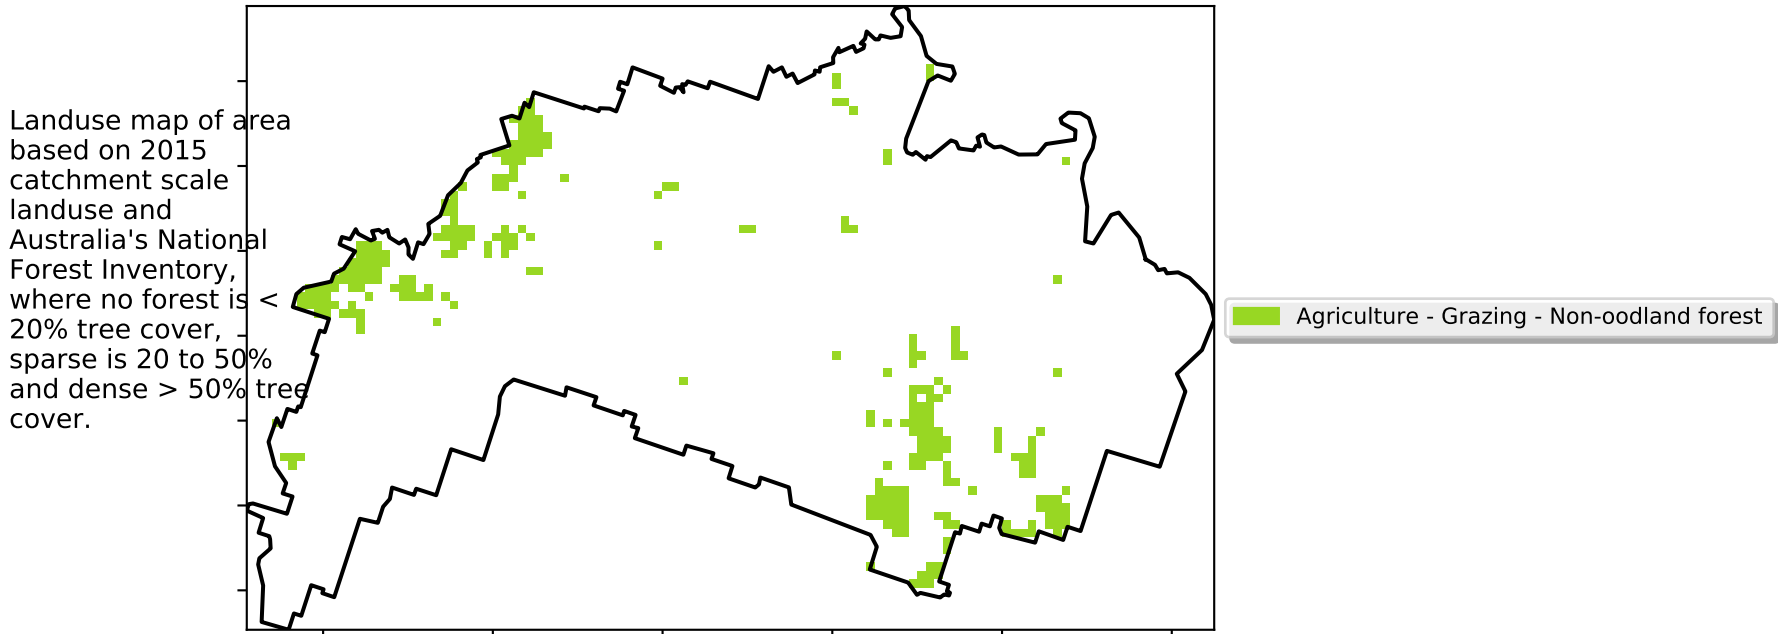 Landuse map of area
based on 2015
catchment scale
landuse and
Australia's National
Forest Inventory,
where no forest is <
20% tree cover,
sparse is 20 to 50%
and dense > 50% tree
cover.
Agriculture - Grazing - Non-oodland forest